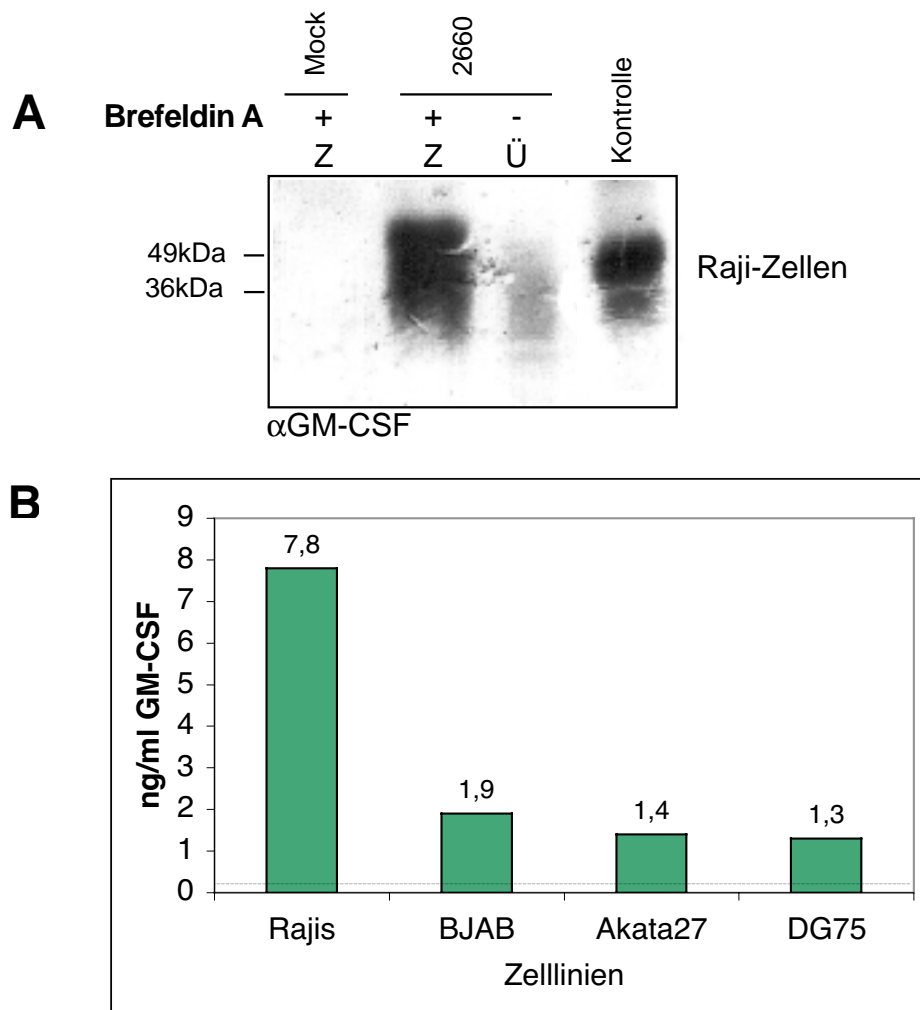 A
Mock
2660
Kontrolle
Brefeldin A + + -
Z Z Ü
49kDa
36kDa
Raji-Zellen
αGM-CSF
B
ng/ml GM-CSF
9
8
7
6
5
4
3
2
1
0
7,8
1,9
1,4
1,3
Rajis BJAB Akata27 DG75
Zelllinien